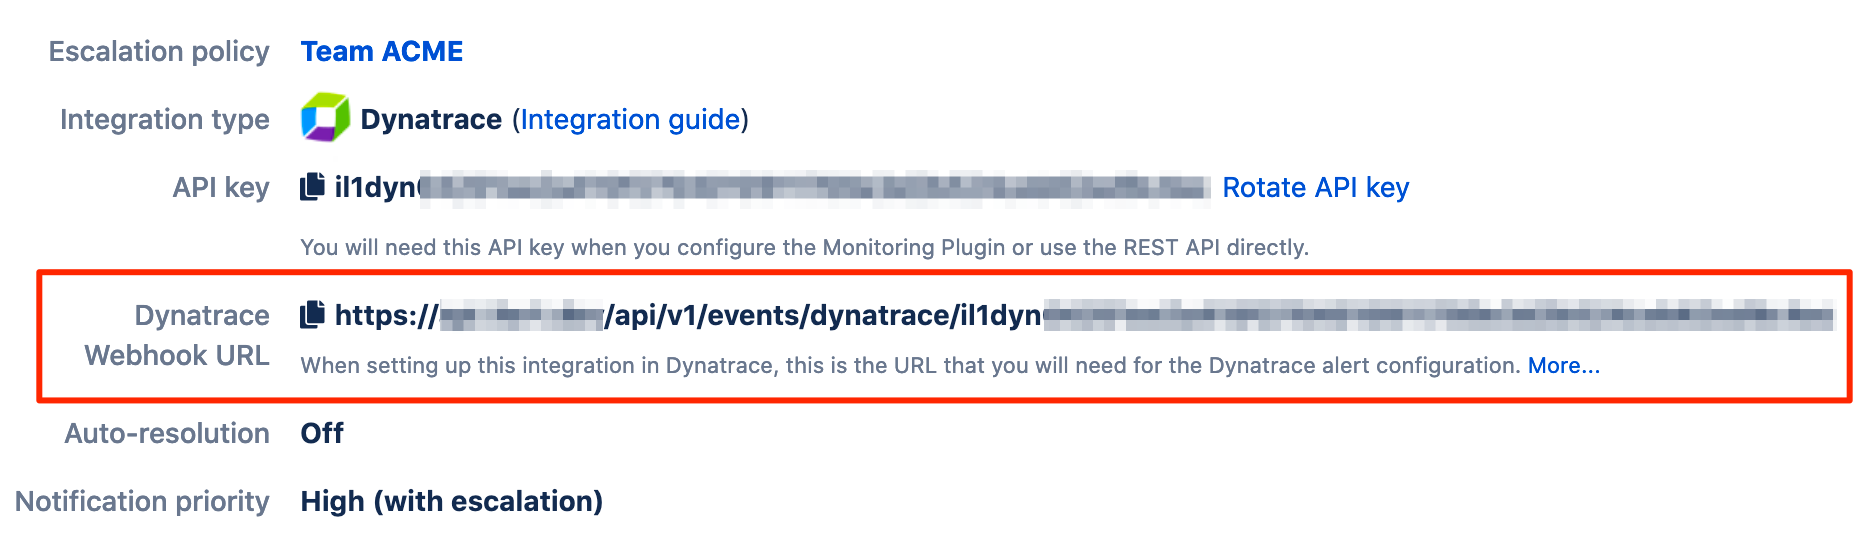 Escalation policy Team ACME
Integration type Dynatrace (Integration guide)
API key il1dyn Rotate API key
You will need this API key when you configure the Monitoring Plugin or use the REST API directly.
Dynatrace https:// /api/v1/events/dynatrace/il1dyn
Webhook URL
When setting up this integration in Dynatrace, this is the URL that you will need for the Dynatrace alert configuration. More...
Auto-resolution Off
Notification priority High (with escalation)